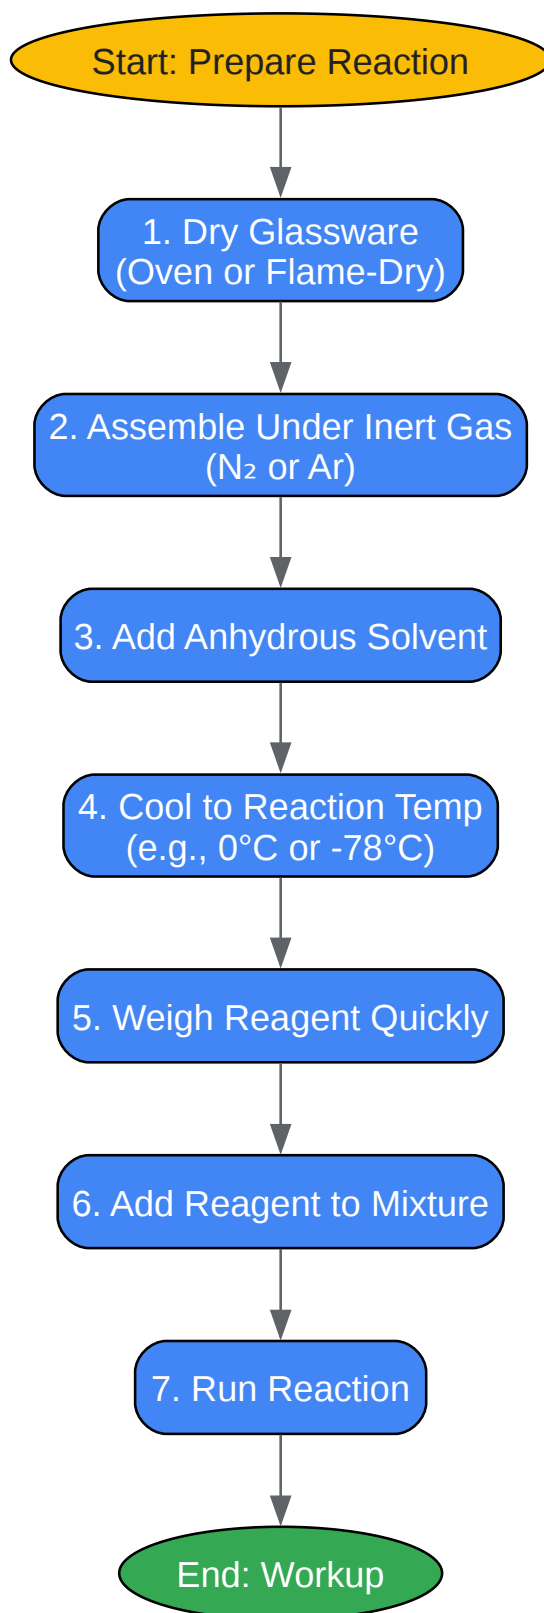 Start: Prepare Reaction
1. Dry Glassware
(Oven or Flame-Dry)
2. Assemble Under Inert Gas
(N₂ or Ar)
3. Add Anhydrous Solvent
4. Cool to Reaction Temp
(e.g., 0°C or -78°C)
5. Weigh Reagent Quickly
6. Add Reagent to Mixture
7. Run Reaction
End: Workup